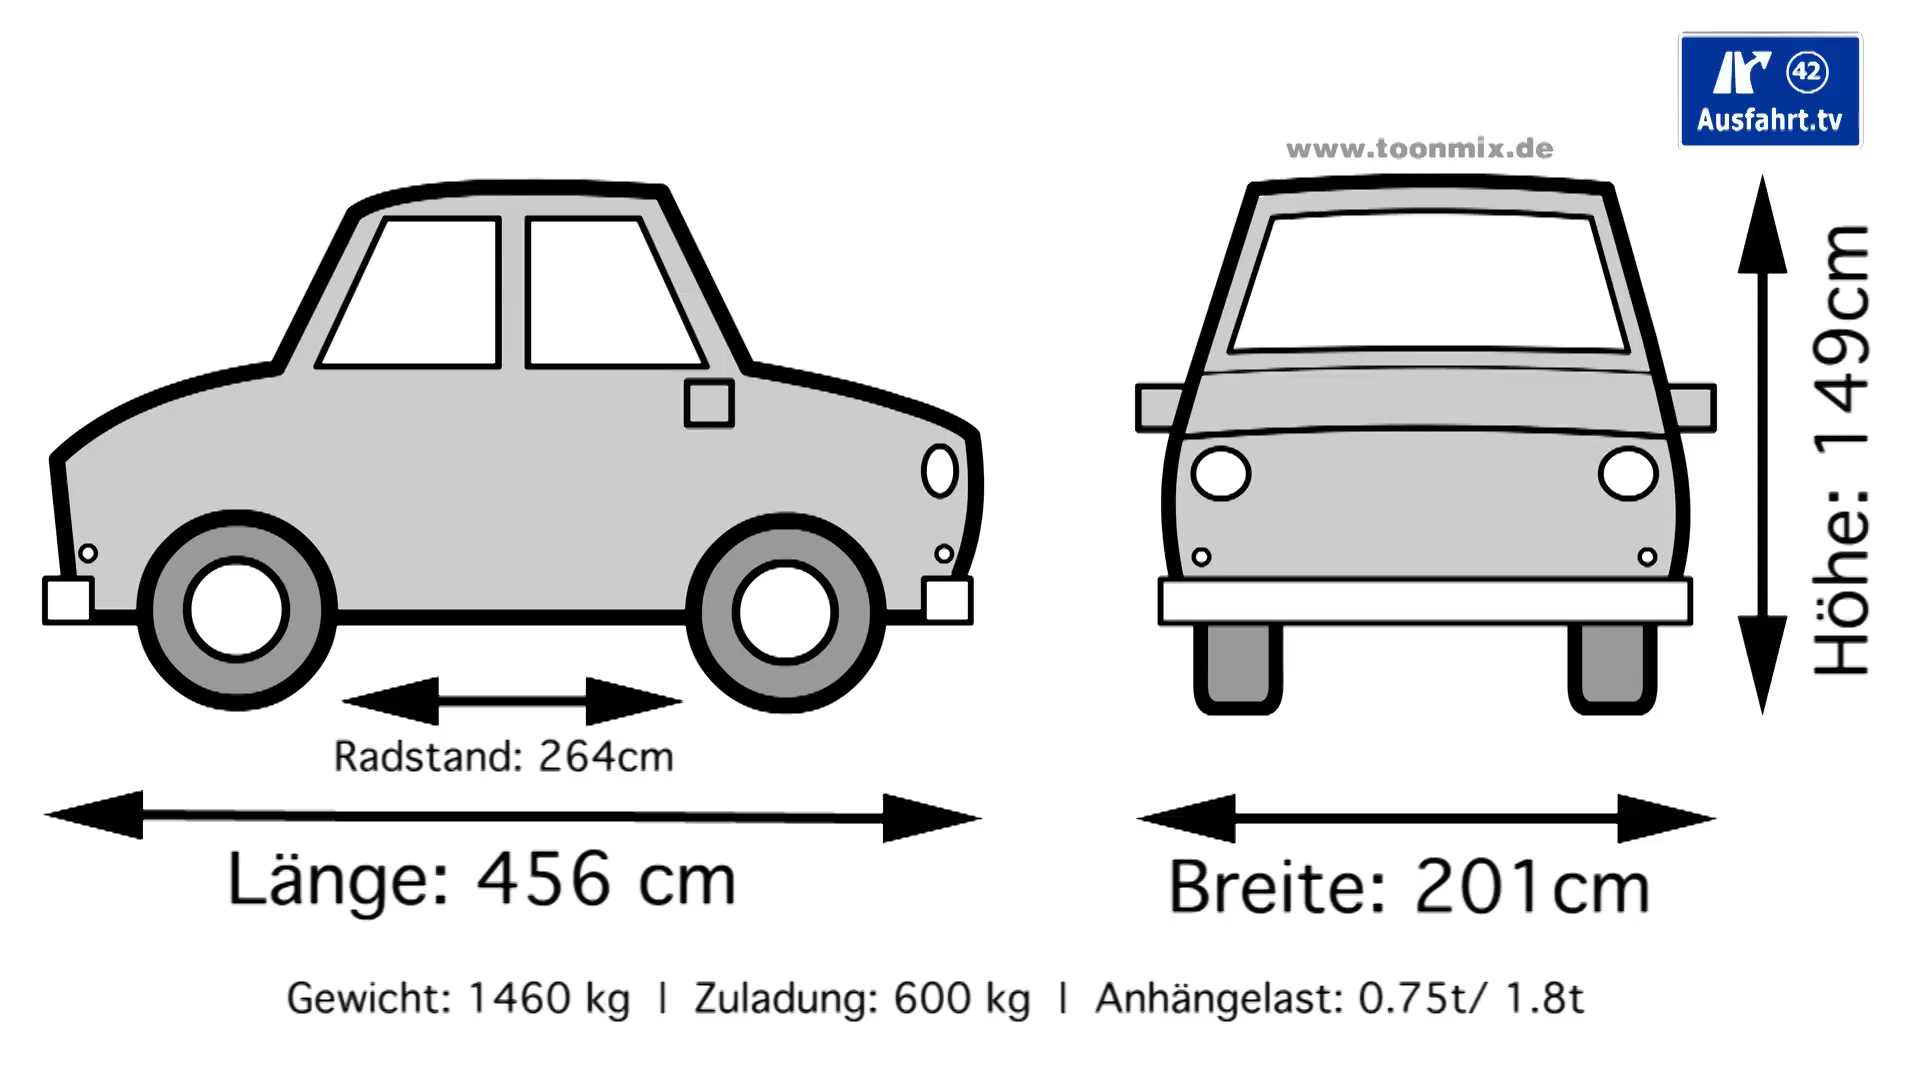 42
Ausfahrt.tv
www.toonmix.de
Höhe: 149cm
Radstand: 264cm
Länge: 456 cm
Breite: 201cm
Gewicht: 1460 kg | Zuladung: 600 kg | Anhängelast: 0.75t/ 1.8t